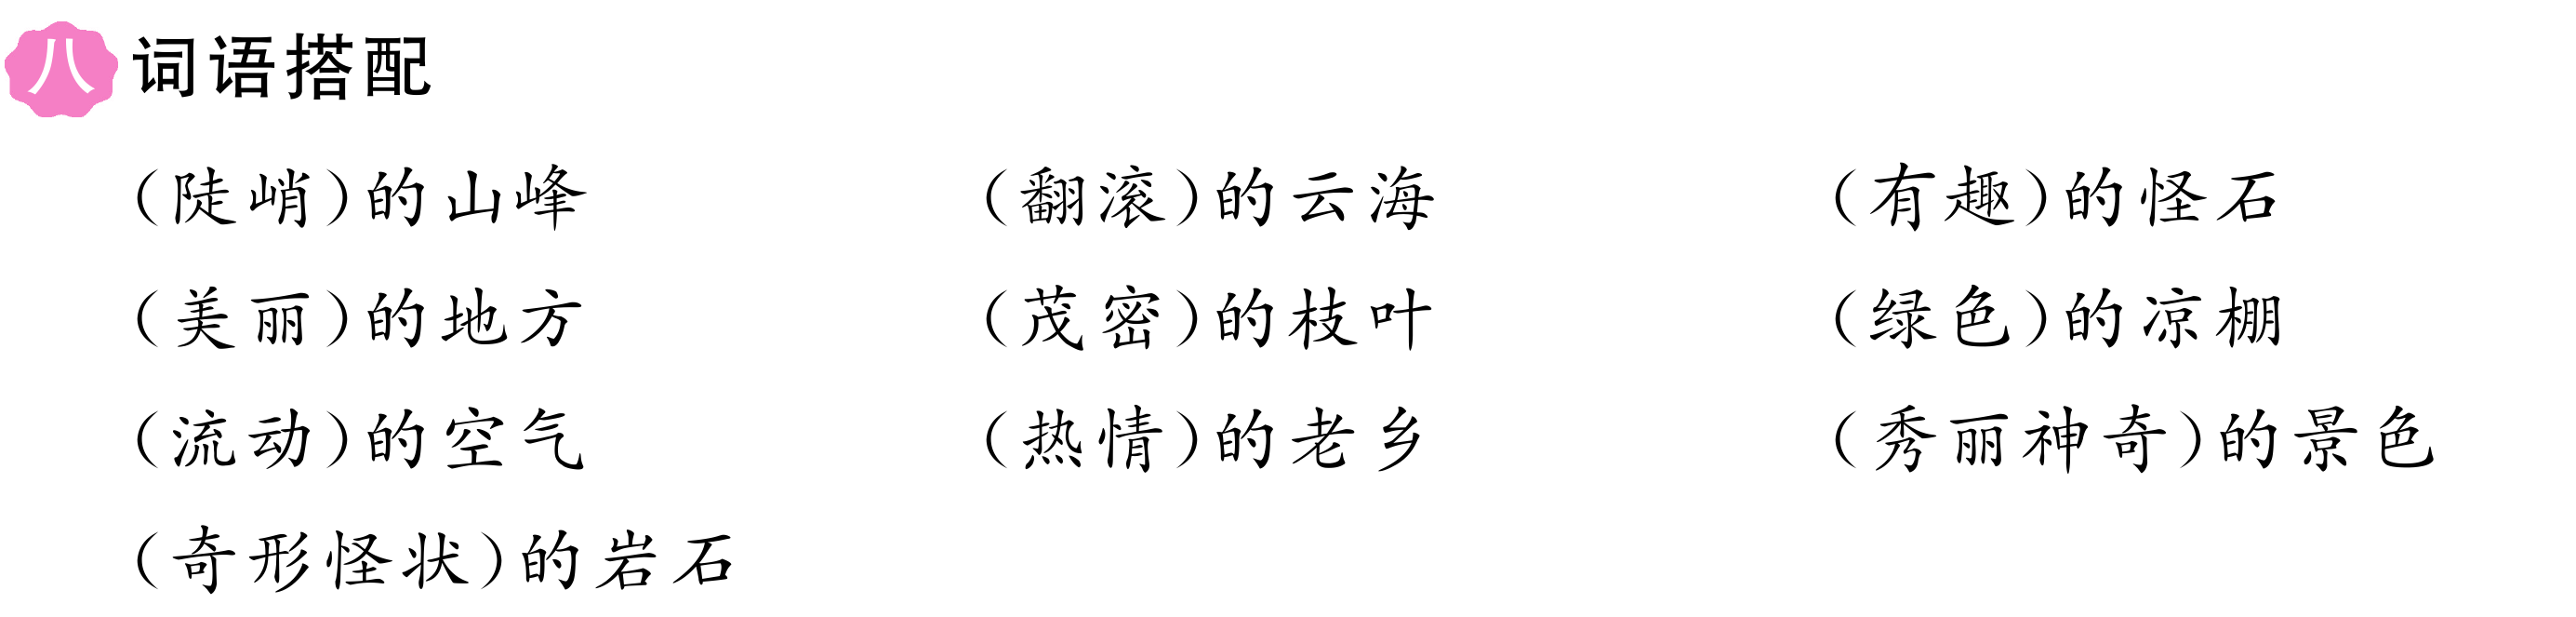 八 词语搭配
(陡峭)的山峰 (翻滚)的云海 (有趣)的怪石
(美丽)的地方 (茂密)的枝叶 (绿色)的凉棚
(流动)的空气 (热情)的老乡 (秀丽神奇)的景色
(奇形怪状)的岩石